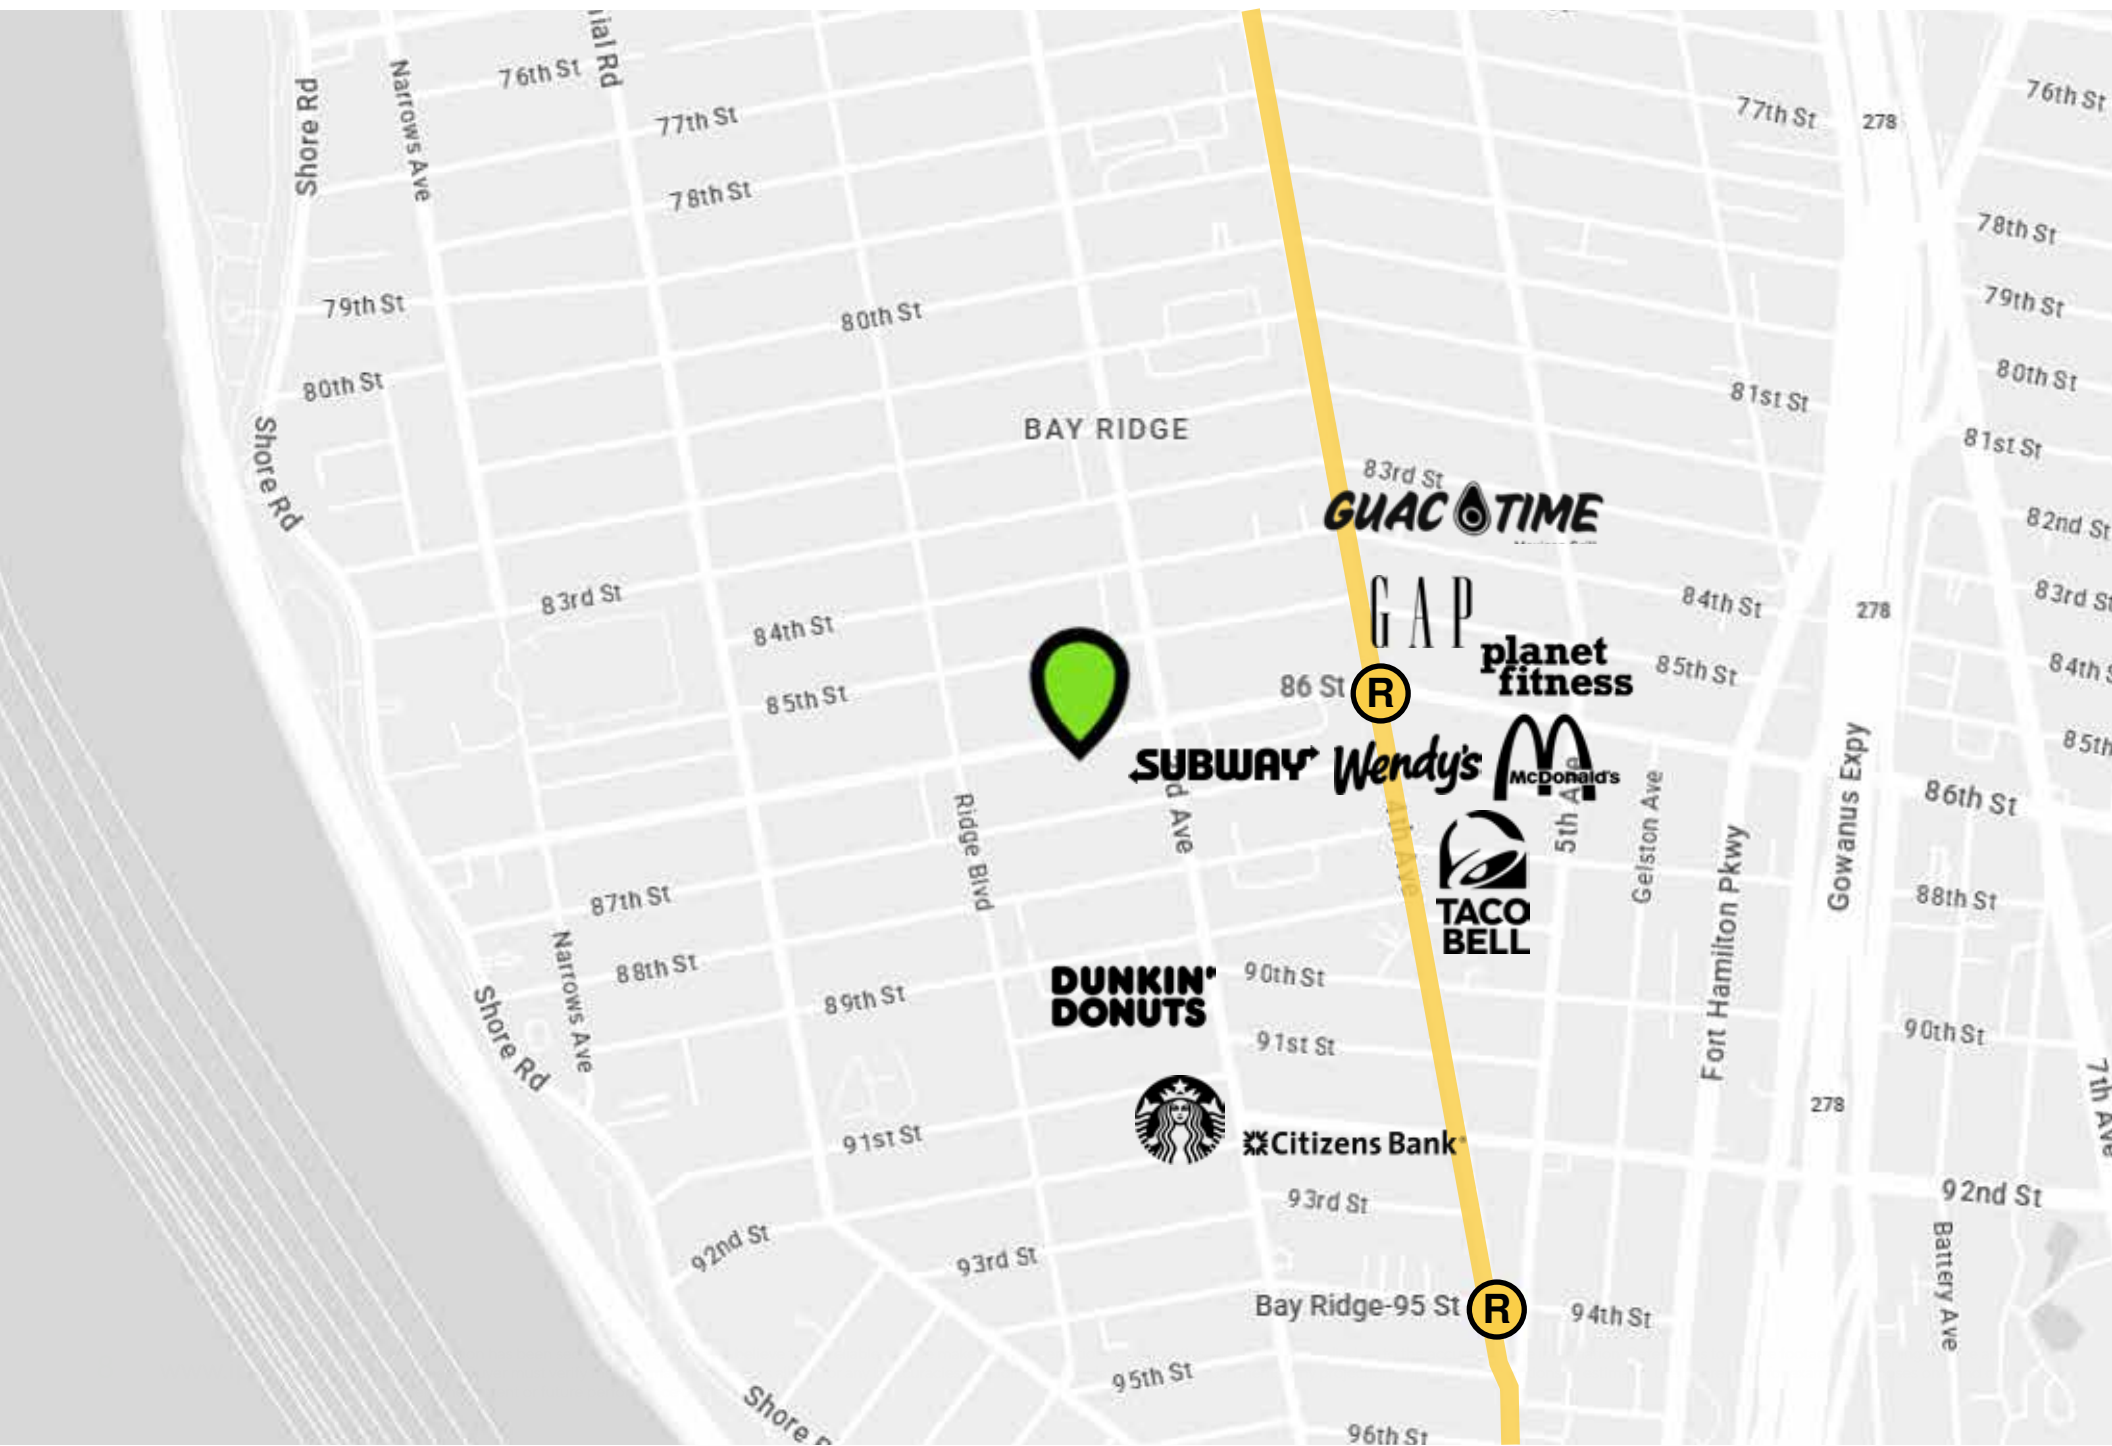 ial Rd
76th St
Shore Rd
Narrows Ave
77th St
77th St
278
76th St
78th St
78th St
79th St
80th St
79th St
80th St
80th St
81st St
81st St
BAY RIDGE
Shore Rd
83rd St
GUAC TIME
82nd St
83rd St
84th St
GAP
84th St
278
83rd St
planet
fitness
85th St
84th S
85th St
86 St
R
SUBWAY
Wendy's
McDonald's
85th
86th St
Ridge Blvd
3rd Ave
4th Ave
5th Ave
Gelston Ave
Fort Hamilton Pkwy
Gowanus Expy
TACO
BELL
87th St
88th St
88th St
Narrows Ave
89th St
DUNKIN'
DONUTS
90th St
90th St
Shore Rd
91st St
7th Ave
278
91st St
Citizens Bank
92nd St
92nd St
93rd St
93rd St
Battery Ave
Bay Ridge-95 St
R
94th St
95th St
Shore R
96th St